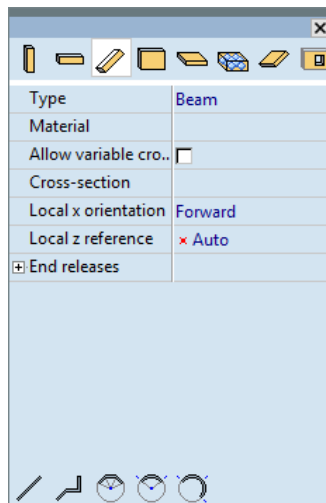 Type Beam
Material
Allow variable cro..
Cross-section
Local x orientation Forward
Local z reference Auto
End releases